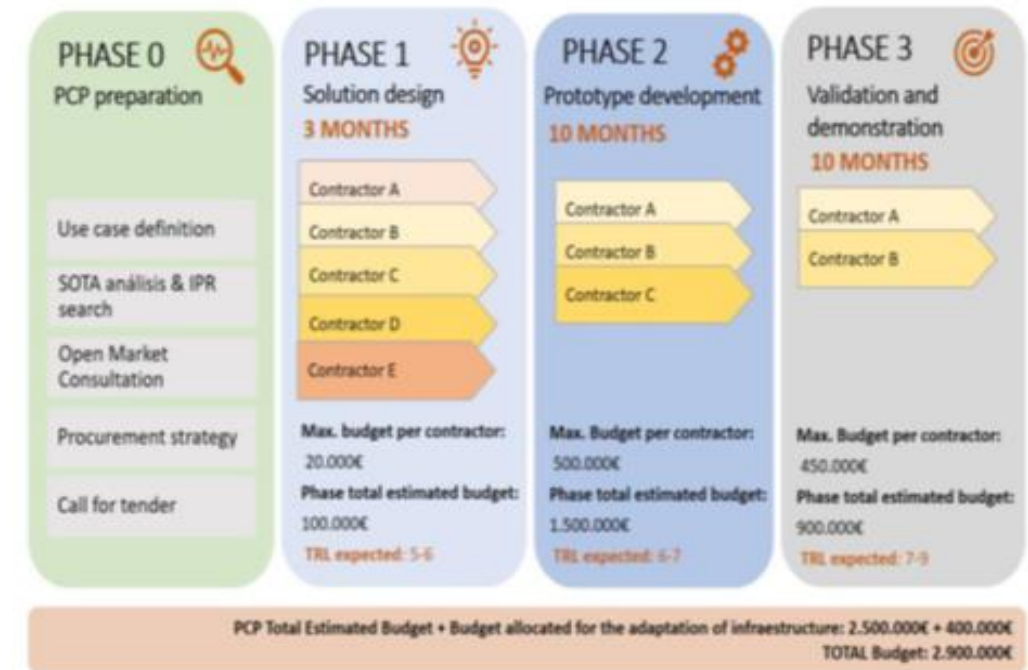 PHASE 0
PCP preparation
Use case definition
SOTA análisis & IPR
search
Open Market
Consultation
Procurement strategy
Call for tender
PHASE 1
Solution design
3 MONTHS
Contractor A
Contractor B
Contractor C
Contractor D
Contractor E
Max. budget per contractor:
20.000€
Phase total estimated budget:
100.000€
TRL expected: 5-6
PHASE 2
Prototype development
10 MONTHS
Contractor A
Contractor B
Contractor C
Max. Budget per contractor:
500.000€
Phase total estimated budget:
1.500.000€
TRL expected: 6-7
PHASE 3
Validation and
demonstration
10 MONTHS
Contractor A
Contractor B
Max. Budget per contractor:
450.000€
Phase total estimated budget:
900.000€
TRL expected: 7-9
PCP Total Estimated Budget + Budget allocated for the adaptation of infraestructure: 2.500.000€ + 400.000€
TOTAL Budget: 2.900.000€